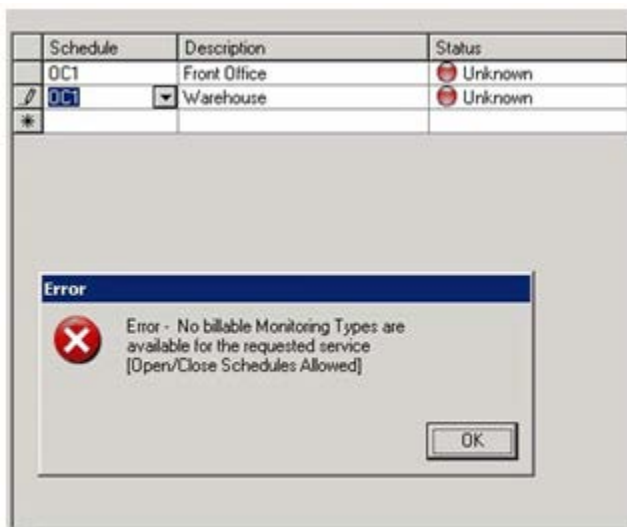 Schedule Description Status
OC1 Front Office Unknown
OC1 Warehouse Unknown
Error
Error - No billable Monitoring Types are
available for the requested service
[Open/Close Schedules Allowed]
OK